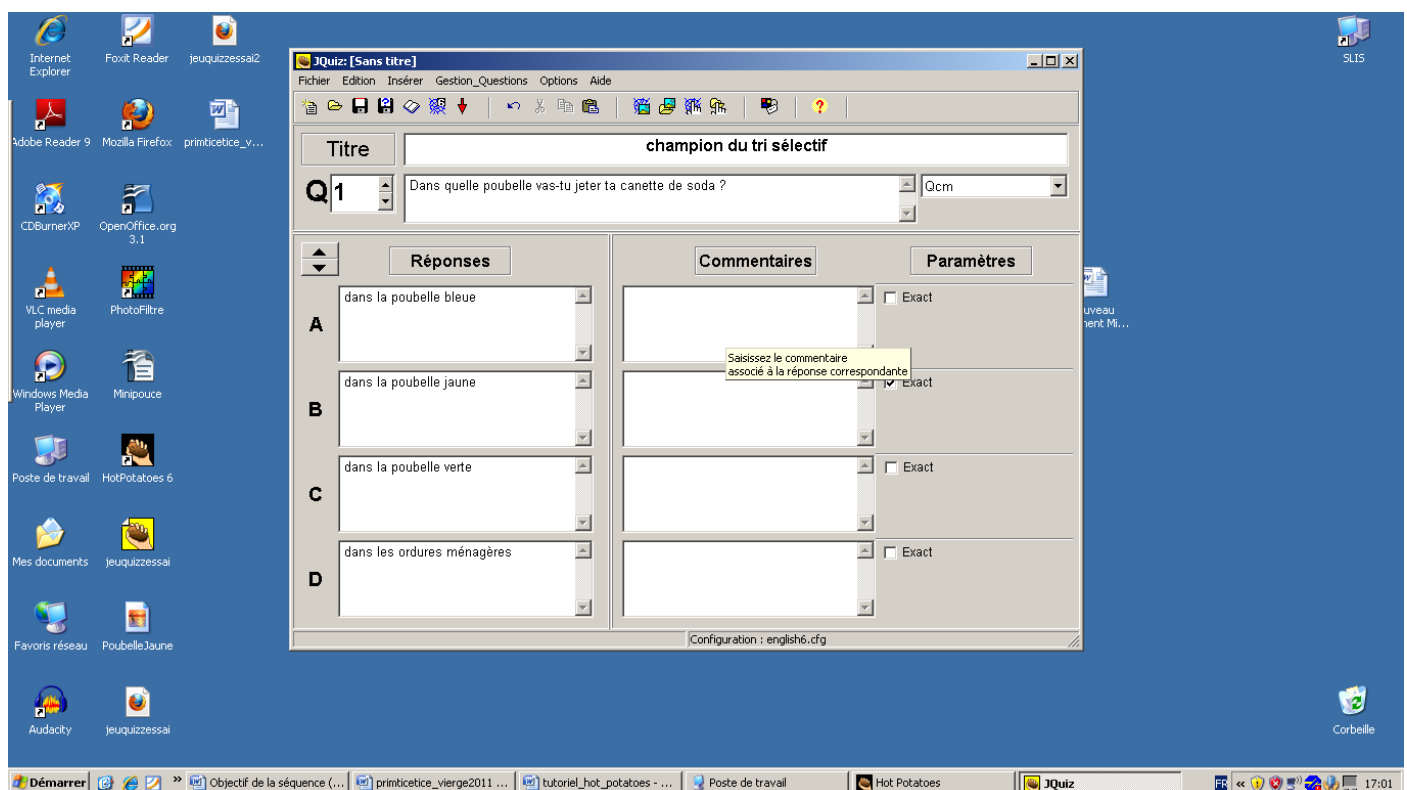 Internet
Explorer
Foxit Reader
jeuquizzessai2
SLIS
Adobe Reader 9
Mozilla Firefox
primticetice_v...
CDBurnerXP
OpenOffice.org
3.1
VLC media
player
PhotoFiltre
Windows Media
Player
Minipouce
Poste de travail
HotPotatoes 6
Mes documents
jeuquizzessai
Favoris réseau
PoubelleJaune
Audacity
jeuquizzessai
uveau
ment Mi...
Corbeille
JQuiz: [Sans titre]
Fichier Edition Insérer Gestion_Questions Options Aide
Titre
champion du tri sélectif
Q 1
Dans quelle poubelle vas-tu jeter ta canette de soda ?
Qcm
Réponses
Commentaires
Paramètres
A
dans la poubelle bleue
Exact
Saisissez le commentaire
associé à la réponse correspondante
B
dans la poubelle jaune
Exact
C
dans la poubelle verte
Exact
D
dans les ordures ménagères
Exact
Configuration : english6.cfg
Démarrer
Objectif de la séquence (...
primticetice_vierge2011 ...
tutoriel_hot_potatoes - ...
Poste de travail
Hot Potatoes
JQuiz
FR
17:01